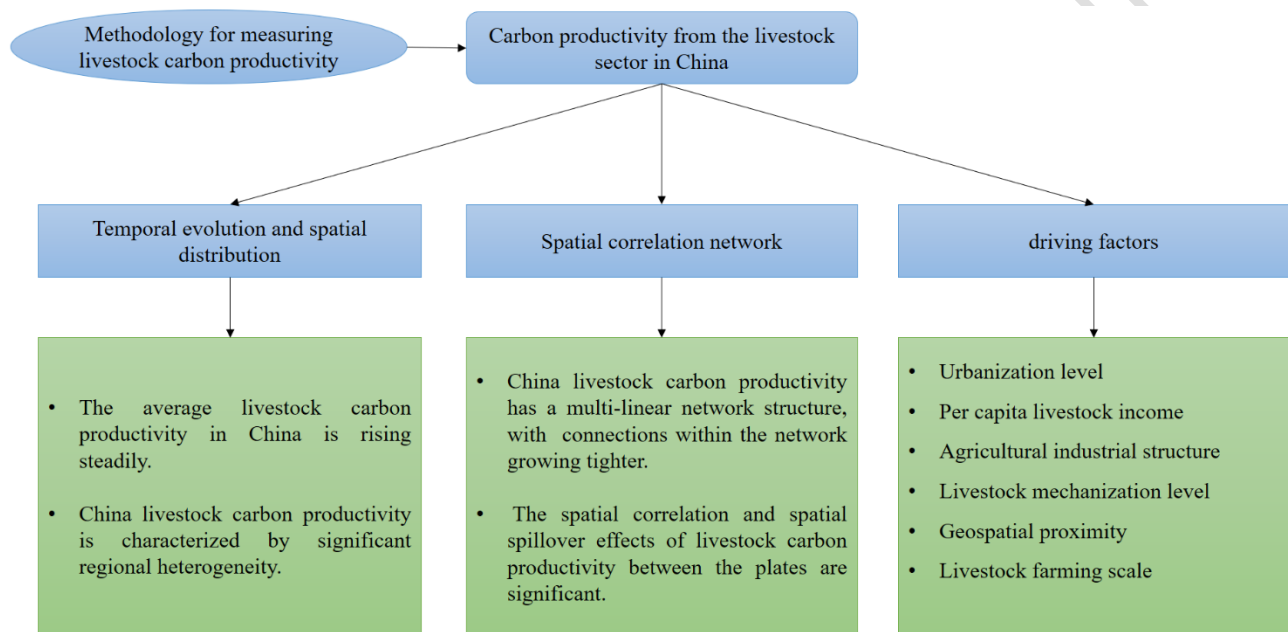 Methodology for measuring
livestock carbon productivity
Carbon productivity from the livestock
sector in China
Temporal evolution and spatial
distribution
Spatial correlation network
driving factors
• The average livestock carbon
productivity in China is rising
steadily.
• China livestock carbon productivity
is characterized by significant
regional heterogeneity.
• China livestock carbon productivity
has a multi-linear network structure,
with connections within the network
growing tighter.
• The spatial correlation and spatial
spillover effects of livestock carbon
productivity between the plates are
significant.
• Urbanization level
• Per capita livestock income
• Agricultural industrial structure
• Livestock mechanization level
• Geospatial proximity
• Livestock farming scale